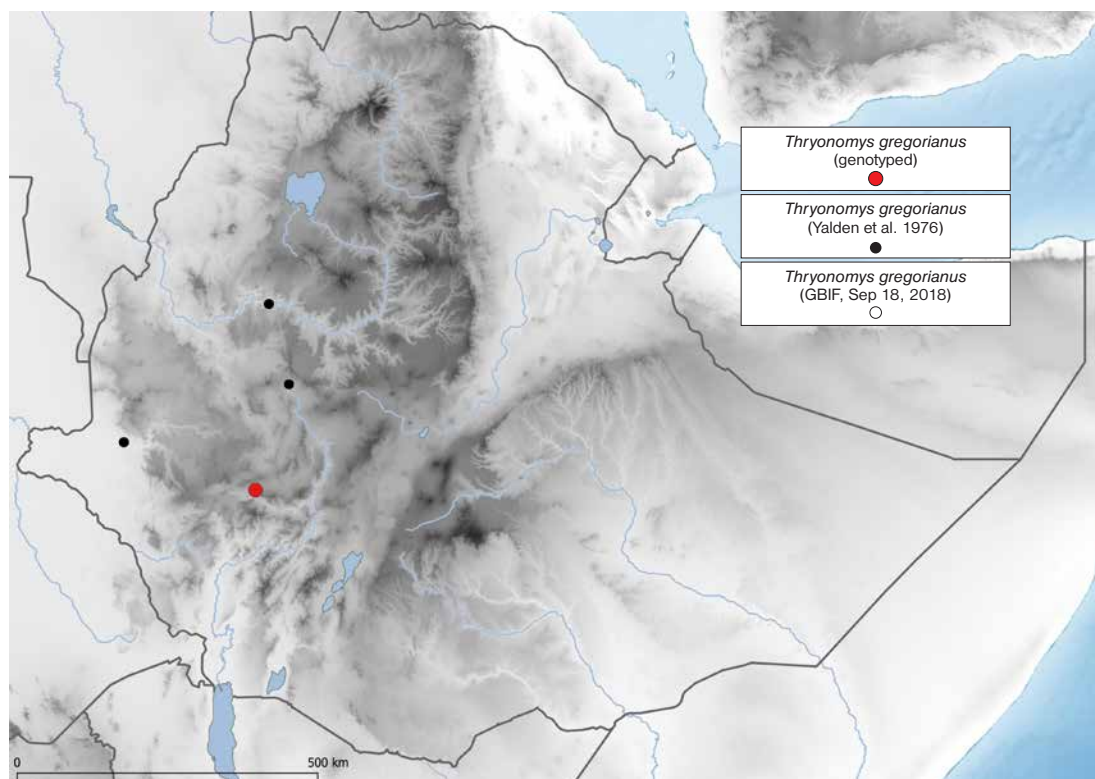 Thryonomys gregorianus
(genotyped)
Thryonomys gregorianus
(Yalden et al. 1976)
Thryonomys gregorianus
(GBIF, Sep 18, 2018)
0 500 km